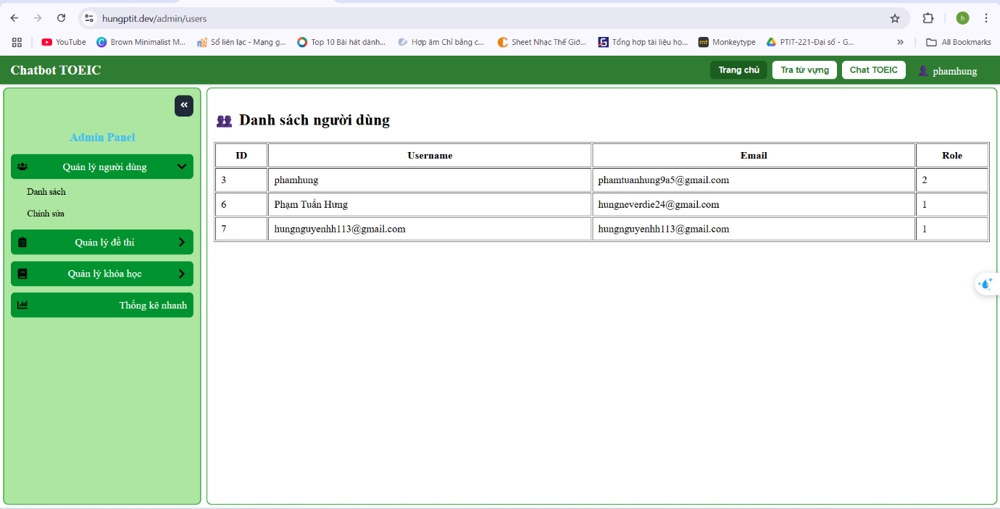 hungptit.dev/admin/users
h
YouTube
Brown Minimalist M...
Sổ liên lạc - Mạng g...
Top 10 Bài hát dành...
Hợp âm Chỉ bằng c...
Sheet Nhạc Thế Giớ...
Tổng hợp tài liệu họ...
mt
Monkeytype
PTIT-221-Đại số - G...
All Bookmarks
Chatbot TOEIC
Trang chủ
Tra từ vựng
Chat TOEIC
phamhung
«
Admin Panel
Quản lý người dùng
Danh sách
Chỉnh sửa
Quản lý đề thi
Quản lý khóa học
Thống kê nhanh
Danh sách người dùng
ID Username Email Role
3 phamhung phamtuanhung9a5@gmail.com 2
6 Phạm Tuấn Hưng hungneverdie24@gmail.com 1
7 hungnguyenhh113@gmail.com hungnguyenhh113@gmail.com 1